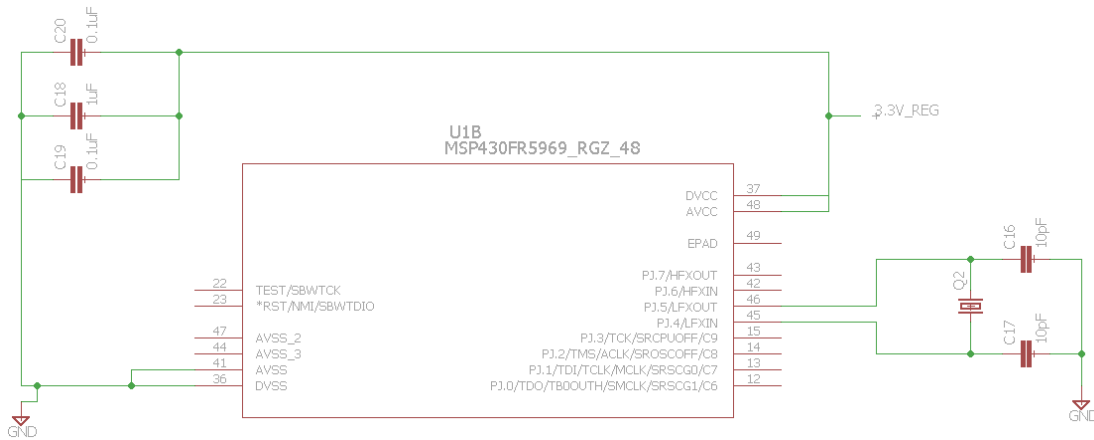 C20
0.1uF
C18
1uF
C19
0.1uF
3.3V_REG
U1B
MSP430FR5969_RGZ_48
DVCC 37
AVCC 48
EPAD 49
PJ.7/HFXOUT 43
PJ.6/HFXIN 42
PJ.5/LFXOUT 46
PJ.4/LFXIN 45
PJ.3/TCK/SRCPUOFF/C9 15
PJ.2/TMS/ACLK/SROSCOFF/C8 14
PJ.1/TDI/TCLK/MCLK/SRSCG0/C7 13
PJ.0/TDO/TB0OUTH/SMCLK/SRSCG1/C6 12
22 TEST/SBWTCK
23 *RST/NMI/SBWTDIO
47 AVSS_2
44 AVSS_3
41 AVSS
36 DVSS
C16
10pF
Q2
C17
10pF
GND
GND